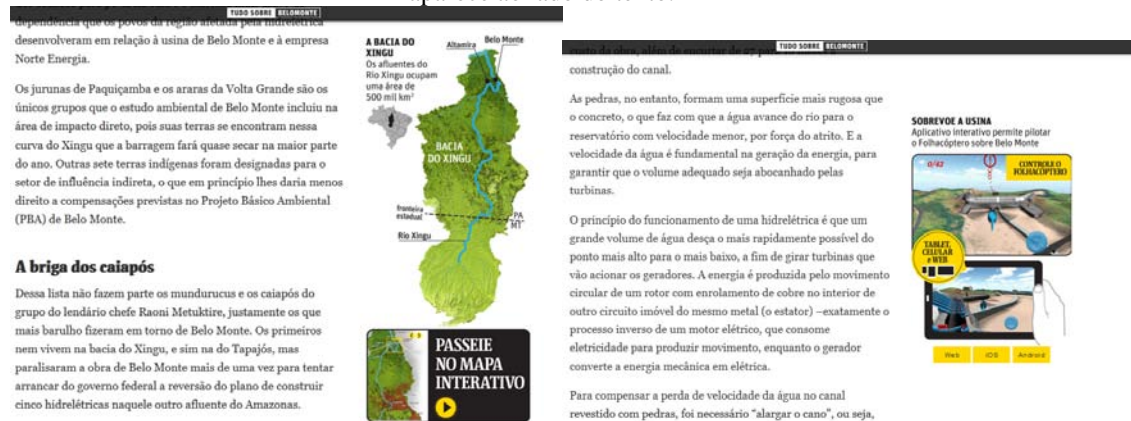 TUDO SOBRE BELOMONTE
dependência que os povos da região afetada pela hidrelétrica
desenvolveram em relação à usina de Belo Monte e à empresa
Norte Energia.
Os jurunas de Paquiçamba e os araras da Volta Grande são os
únicos grupos que o estudo ambiental de Belo Monte incluiu na
área de impacto direto, pois suas terras se encontram nessa
curva do Xingu que a barragem fará quase secar na maior parte
do ano. Outras sete terras indígenas foram designadas para o
setor de influência indireta, o que em princípio lhes daria menos
direito a compensações previstas no Projeto Básico Ambiental
(PBA) de Belo Monte.
A briga dos caiapós
Dessa lista não fazem parte os mundurucus e os caiapós do
grupo do lendário chefe Raoni Metuktire, justamente os que
mais barulho fizeram em torno de Belo Monte. Os primeiros
nem vivem na bacia do Xingu, e sim na do Tapajós, mas
paralisaram a obra de Belo Monte mais de uma vez para tentar
arrancar do governo federal a reversão do plano de construir
cinco hidrelétricas naquele outro afluente do Amazonas.
A BACIA DO
XINGU
Os afluentes do
Rio Xingu ocupam
uma área de
500 mil km²
Altamira
Belo Monte
BACIA
DO XINGU
fronteira
estadual
PA
MT
Rio Xingu
PASSEIE
NO MAPA
INTERATIVO
TUDO SOBRE BELOMONTE
custo da obra, além de encurtar de 27 para
construção do canal.
As pedras, no entanto, formam uma superfície mais rugosa que
o concreto, o que faz com que a água avance do rio para o
reservatório com velocidade menor, por força do atrito. E a
velocidade da água é fundamental na geração da energia, para
garantir que o volume adequado seja abocanhado pelas
turbinas.
O princípio do funcionamento de uma hidrelétrica é que um
grande volume de água desça o mais rapidamente possível do
ponto mais alto para o mais baixo, a fim de girar turbinas que
vão acionar os geradores. A energia é produzida pelo movimento
circular de um rotor com enrolamento de cobre no interior de
outro circuito imóvel do mesmo metal (o estator) –exatamente o
processo inverso de um motor elétrico, que consome
eletricidade para produzir movimento, enquanto o gerador
converte a energia mecânica em elétrica.
Para compensar a perda de velocidade da água no canal
revestido com pedras, foi necessário "alargar o cano", ou seja,
SOBREVOE A USINA
Aplicativo interativo permite pilotar
o Folhacóptero sobre Belo Monte
0/42
CONTROLE O
FOLHACÓPTERO
TABLET,
CELULAR
e WEB
Web
iOS
Android